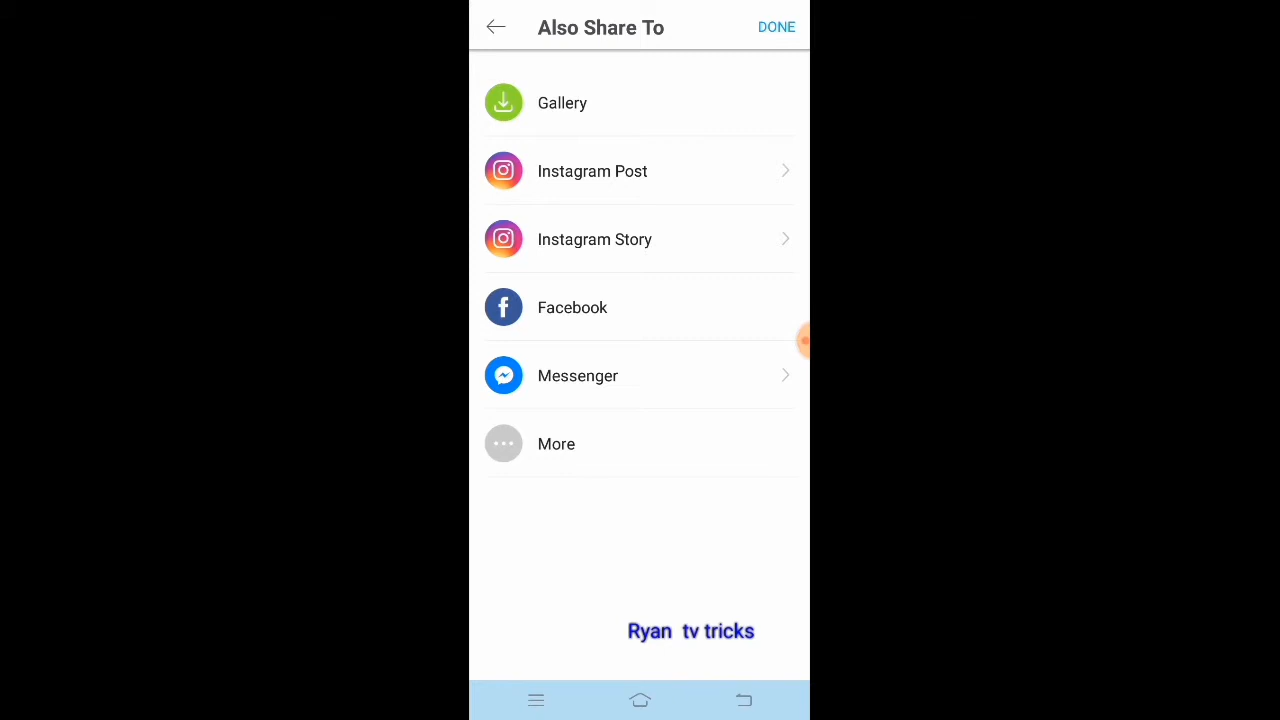 Also Share To
DONE
Gallery
Instagram Post
Instagram Story
Facebook
Messenger
More
Ryan tv tricks